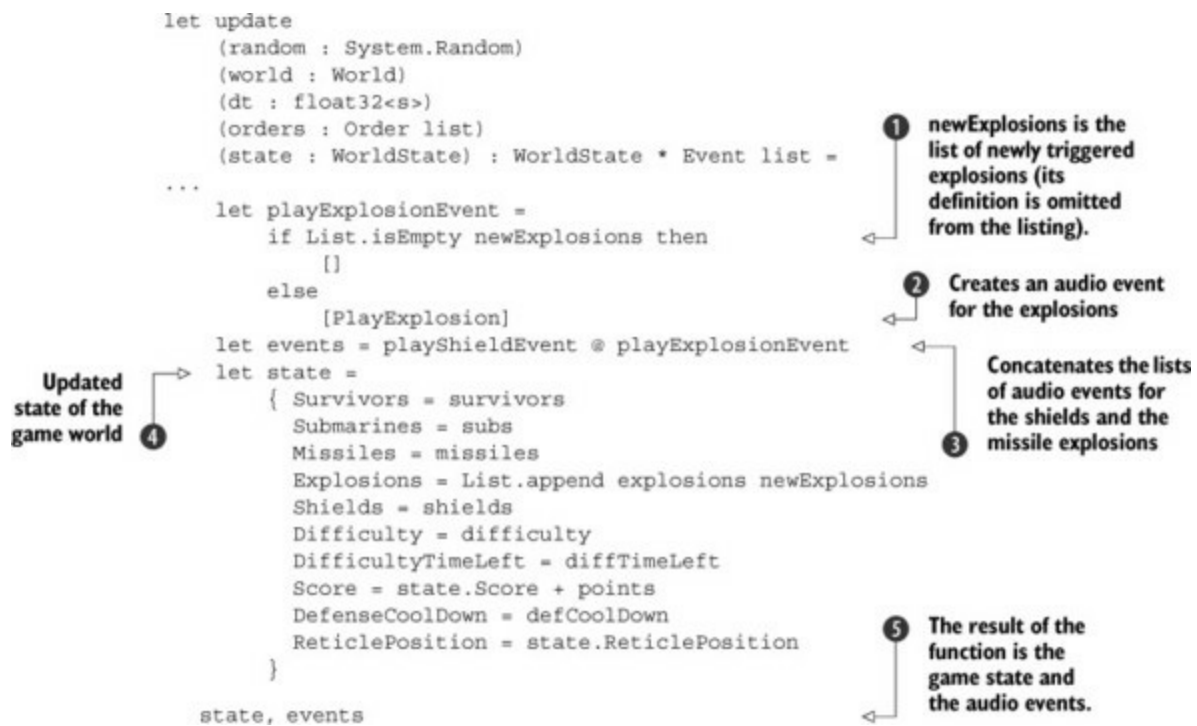 let update
(random : System.Random)
(world : World)
(dt : float32<s>)
(orders : Order list)
(state : WorldState) : WorldState * Event list =
...
let playExplosionEvent =
if List.isEmpty newExplosions then
[]
else
[PlayExplosion]
let events = playShieldEvent @ playExplosionEvent
let state =
{ Survivors = survivors
Submarines = subs
Missiles = missiles
Explosions = List.append explosions newExplosions
Shields = shields
Difficulty = difficulty
DifficultyTimeLeft = diffTimeLeft
Score = state.Score + points
DefenseCoolDown = defCoolDown
ReticlePosition = state.ReticlePosition
}
state, events
1 newExplosions is the
list of newly triggered
explosions (its
definition is omitted
from the listing).
2 Creates an audio event
for the explosions
Concatenates the lists
of audio events for
the shields and the
3 missile explosions
Updated
state of the
game world 4
5 The result of the
function is the
game state and
the audio events.